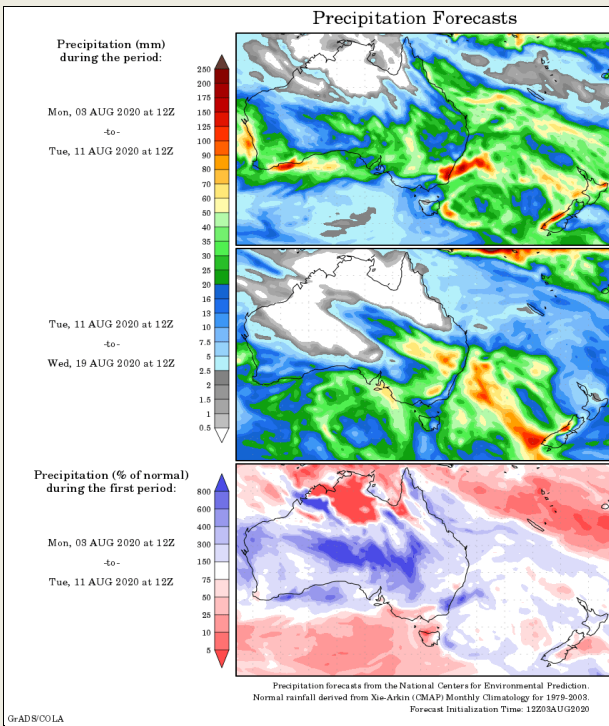 Precipitation Forecasts
Precipitation (mm)
during the period:
Mon, 03 AUG 2020 at 12Z
-to-
Tue, 11 AUG 2020 at 12Z
250
200
175
150
125
100
90
80
70
60
50
40
35
30
25
20
16
13
10
7.5
5
2.5
2
1.5
1
0.5
Tue, 11 AUG 2020 at 12Z
-to-
Wed, 19 AUG 2020 at 12Z
Precipitation (% of normal)
during the first period:
Mon, 03 AUG 2020 at 12Z
-to-
Tue, 11 AUG 2020 at 12Z
800
600
400
300
150
75
50
25
10
5
Precipitation forecasts from the National Centers for Environmental Prediction.
Normal rainfall derived from Xie-Arkin (CMAP) Monthly Climatology for 1979-2003.
Forecast Initialization Time: 12Z03AUG2020
GrADS/COLA